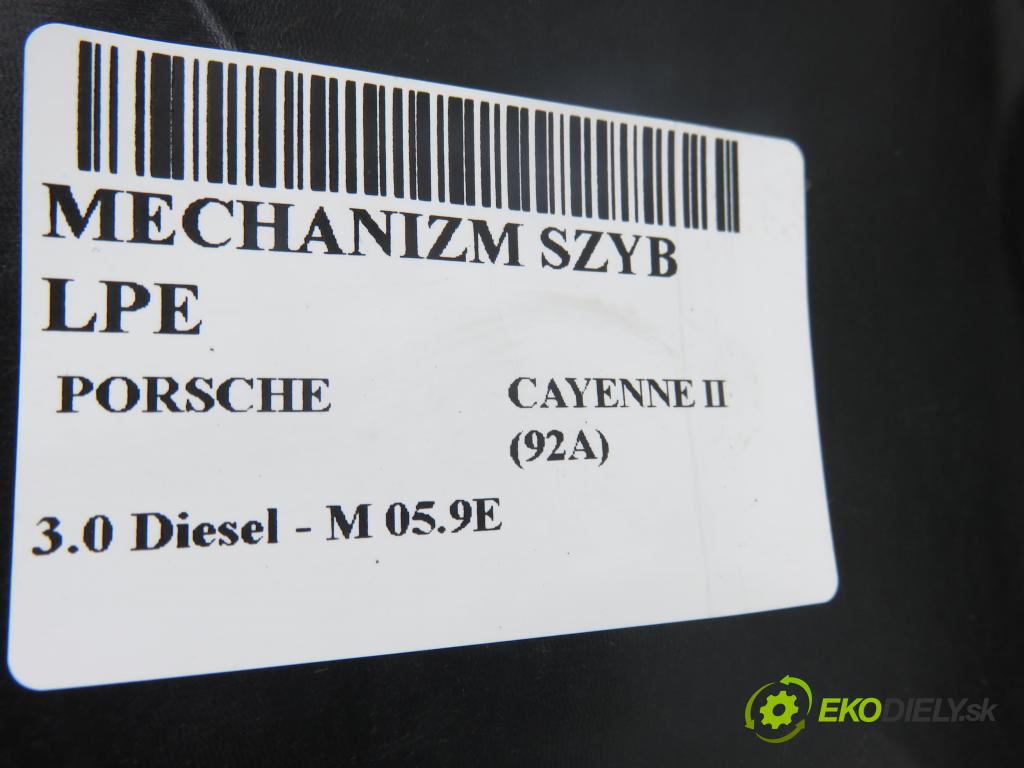 MECHANIZM SZYB
LPE
PORSCHE CAYENNE II
(92A)
3.0 Diesel - M 05.9E
EKODIELY.sk